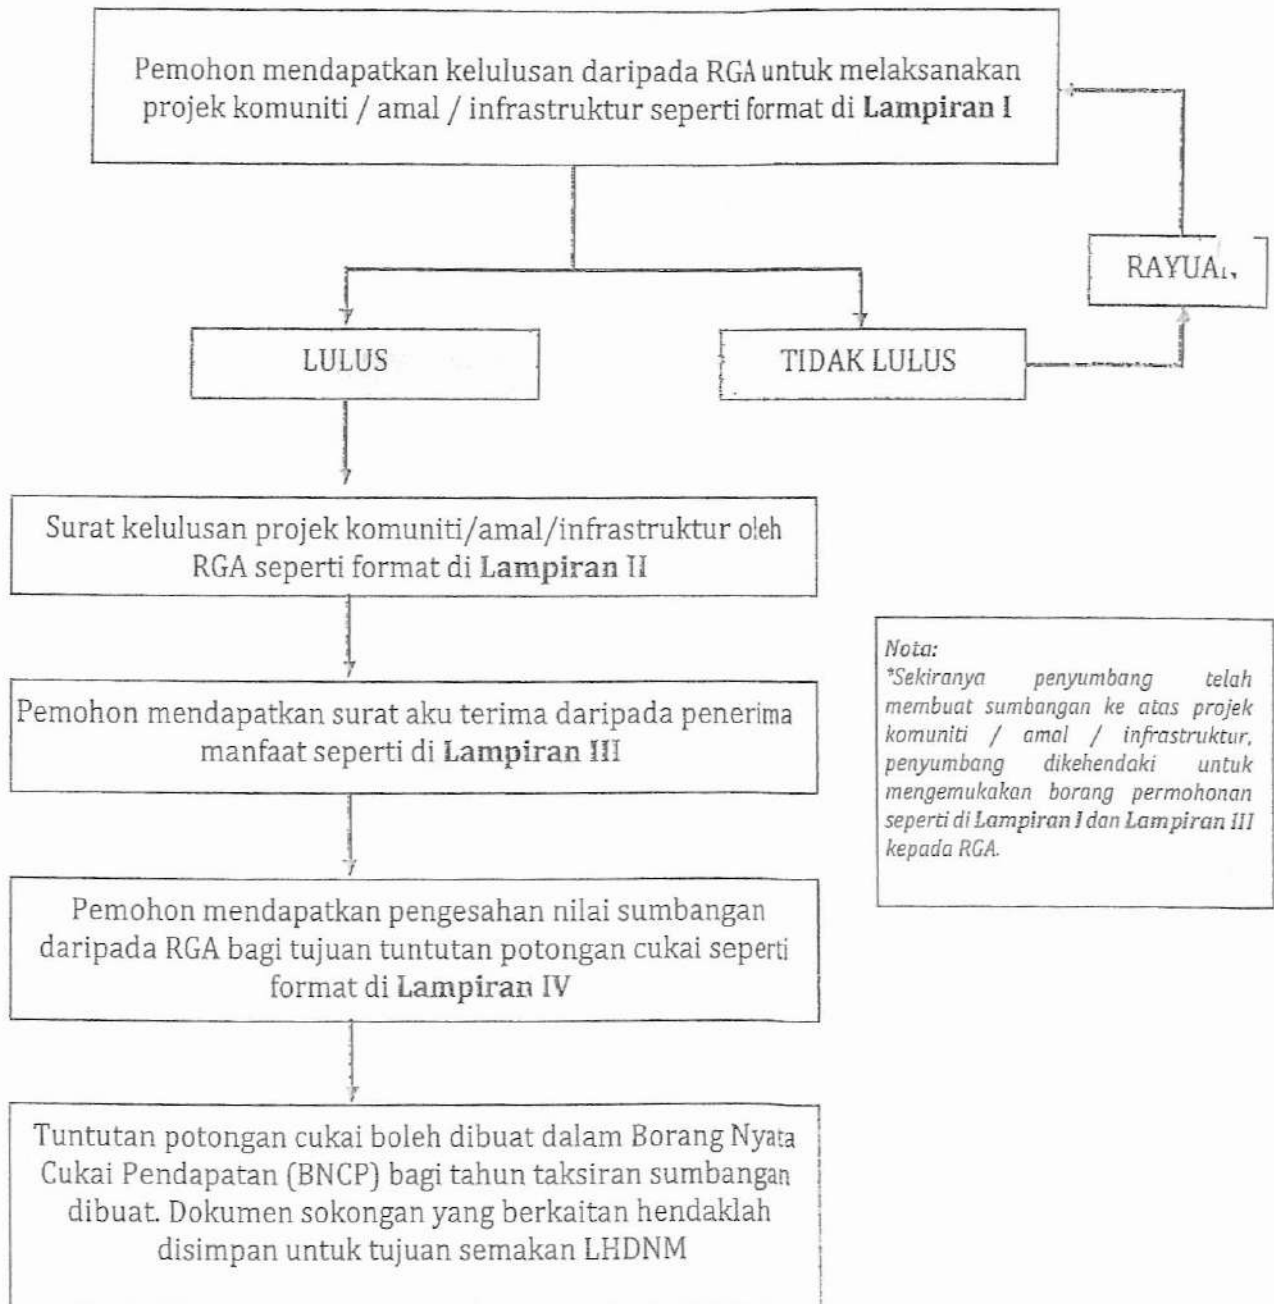 Pemohon mendapatkan kelulusan daripada RGA untuk melaksanakan
projek komuniti / amal / infrastruktur seperti format di Lampiran I
LULUS
TIDAK LULUS
Surat kelulusan projek komuniti/amal/infrastruktur oleh
RGA seperti format di Lampiran II
Pemohon mendapatkan surat aku terima daripada penerima
manfaat seperti di Lampiran III
Pemohon mendapatkan pengesahan nilai sumbangan
daripada RGA bagi tujuan tuntutan potongan cukai seperti
format di Lampiran IV
Tuntutan potongan cukai boleh dibuat dalam Borang Nyata
Cukai Pendapatan (BNCP) bagi tahun taksiran sumbangan
dibuat. Dokumen sokongan yang berkaitan hendaklah
disimpan untuk tujuan semakan LHDNM
Nota:
*Sekiranya penyumbang telah
membuat sumbangan ke atas projek
komuniti / amal / infrastruktur,
penyumbang dikehendaki untuk
mengemukakan borang permohonan
seperti di Lampiran I dan Lampiran III
kepada RGA.